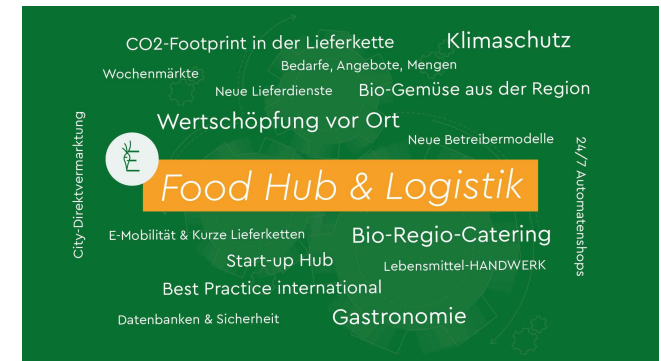 CO2-Footprint in der Lieferkette
Klimaschutz
Wochenmärkte
Bedarfe, Angebote, Mengen
Neue Lieferdienste
Bio-Gemüse aus der Region
City-Direktvermarktung
Wertschöpfung vor Ort
Neue Betreibermodelle
24/7 Automatenshops
Food Hub & Logistik
E-Mobilität & Kurze Lieferketten
Bio-Regio-Catering
Start-up Hub
Lebensmittel-HANDWERK
Best Practice international
Datenbanken & Sicherheit
Gastronomie